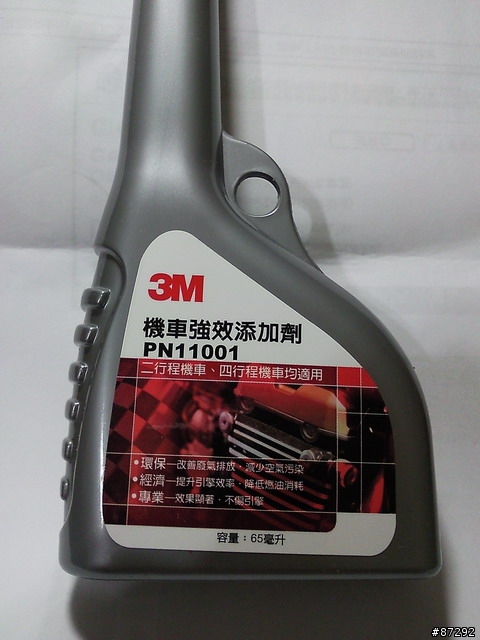 3M
機車強效添加劑
PN11001
二行程機車、四行程機車均適用
•環保—改善廢氣排放、減少空氣污染
•經濟—提升引擎效率、降低燃油消耗
•專業—效果顯著、不傷引擎
容量：65毫升
#87292